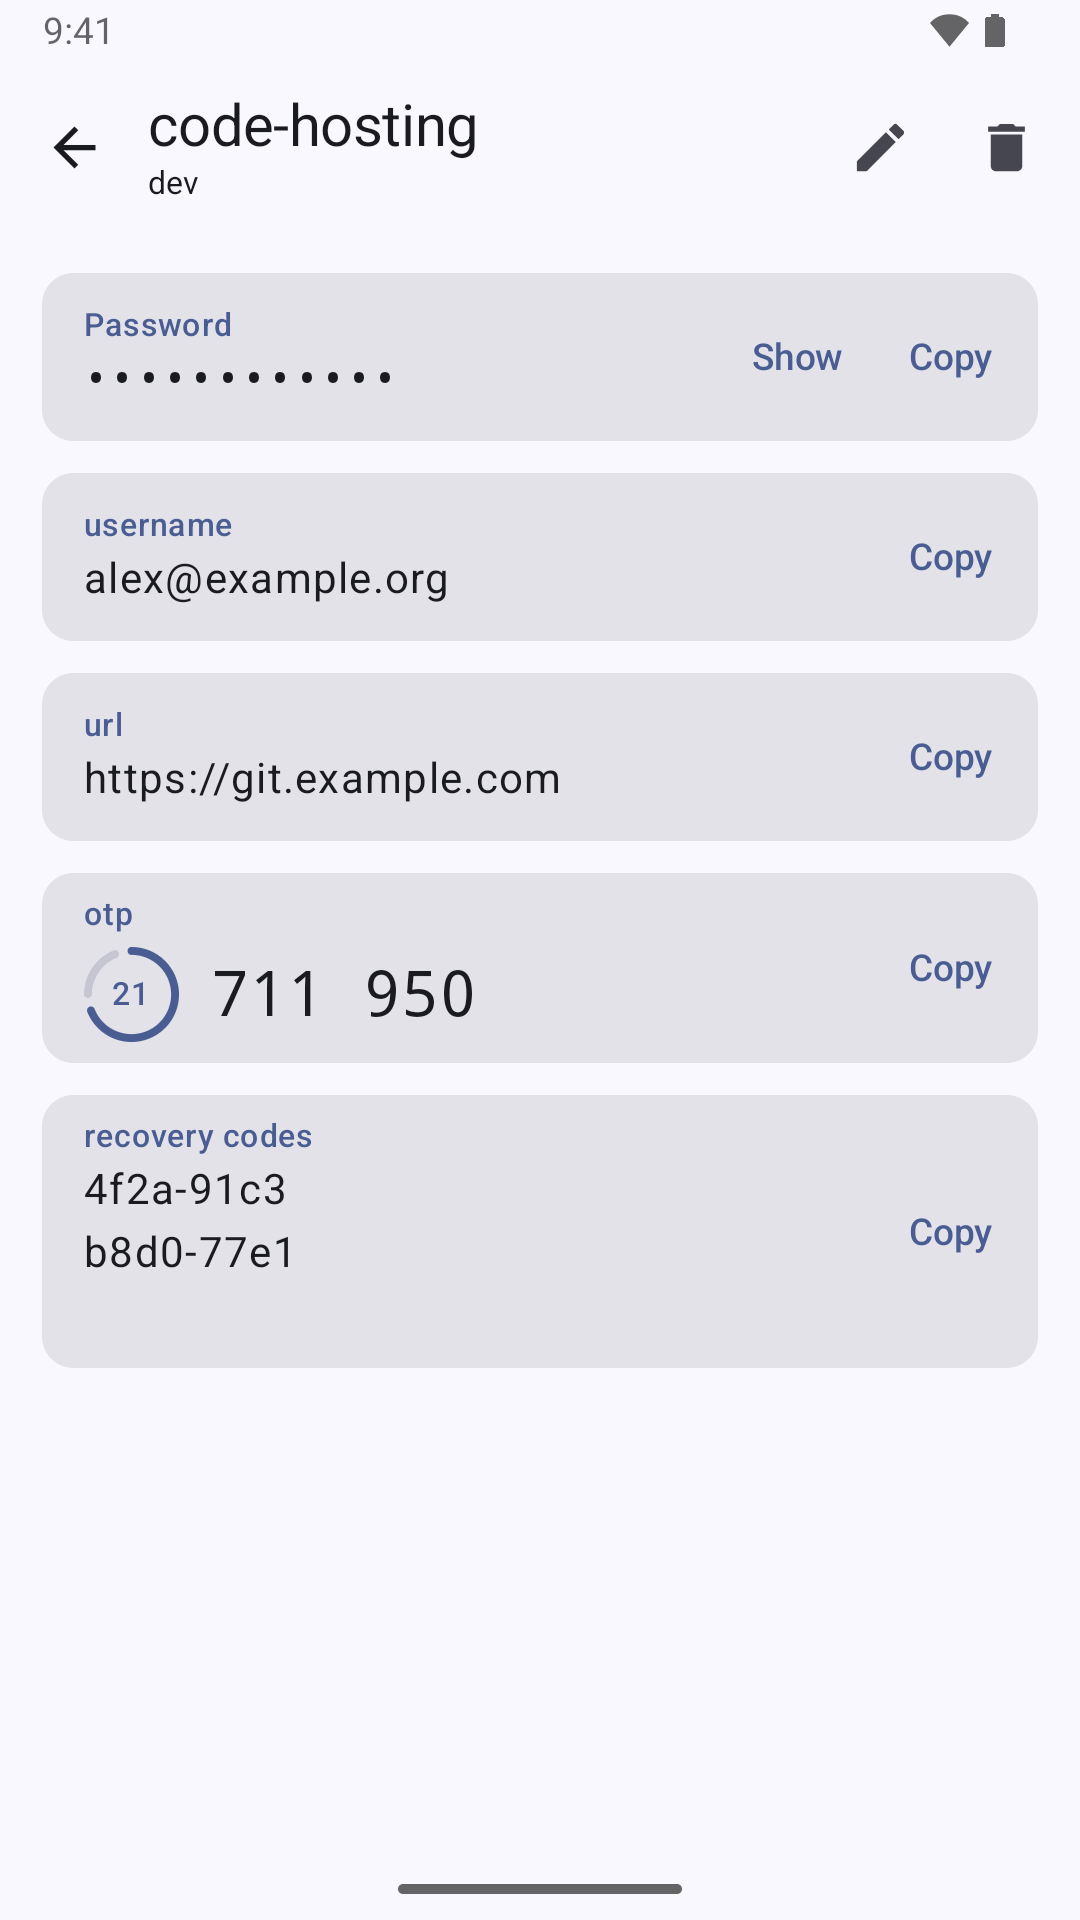 9:41
code-hosting
dev
Password
••••••••••••
Show
Copy
username
alex@example.org
Copy
url
https://git.example.com
Copy
otp
21
711 950
Copy
recovery codes
4f2a-91c3
b8d0-77e1
Copy